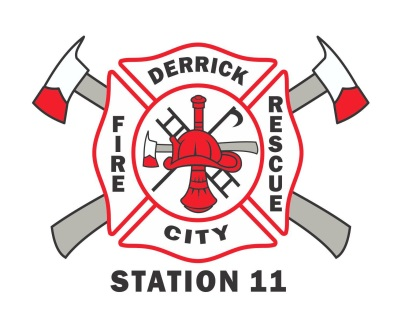 DERRICK
FIRE
RESCUE
CITY
STATION 11